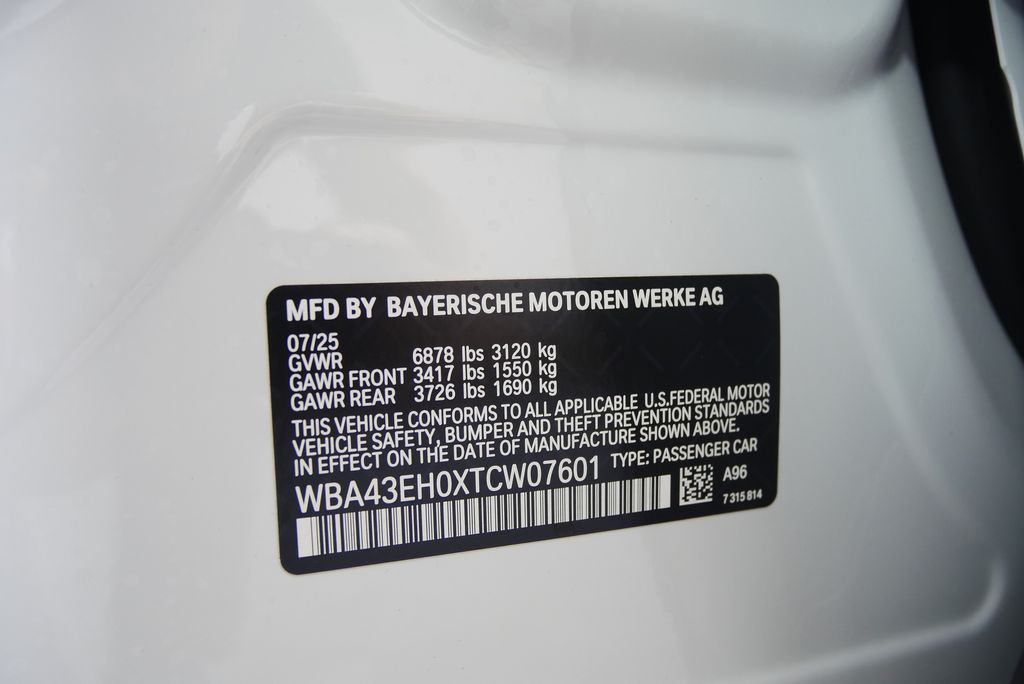 MFD BY BAYERISCHE MOTOREN WERKE AG
07/25
GVWR 6878 lbs 3120 kg
GAWR FRONT 3417 lbs 1550 kg
GAWR REAR 3726 lbs 1690 kg
THIS VEHICLE CONFORMS TO ALL APPLICABLE U.S.FEDERAL MOTOR
VEHICLE SAFETY, BUMPER AND THEFT PREVENTION STANDARDS
IN EFFECT ON THE DATE OF MANUFACTURE SHOWN ABOVE.
WBA43EH0XTCW07601 TYPE: PASSENGER CAR
A96
7 315 814